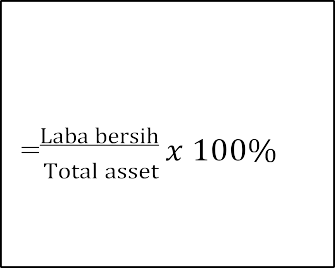 =Laba bersih
Total asset
x 100%